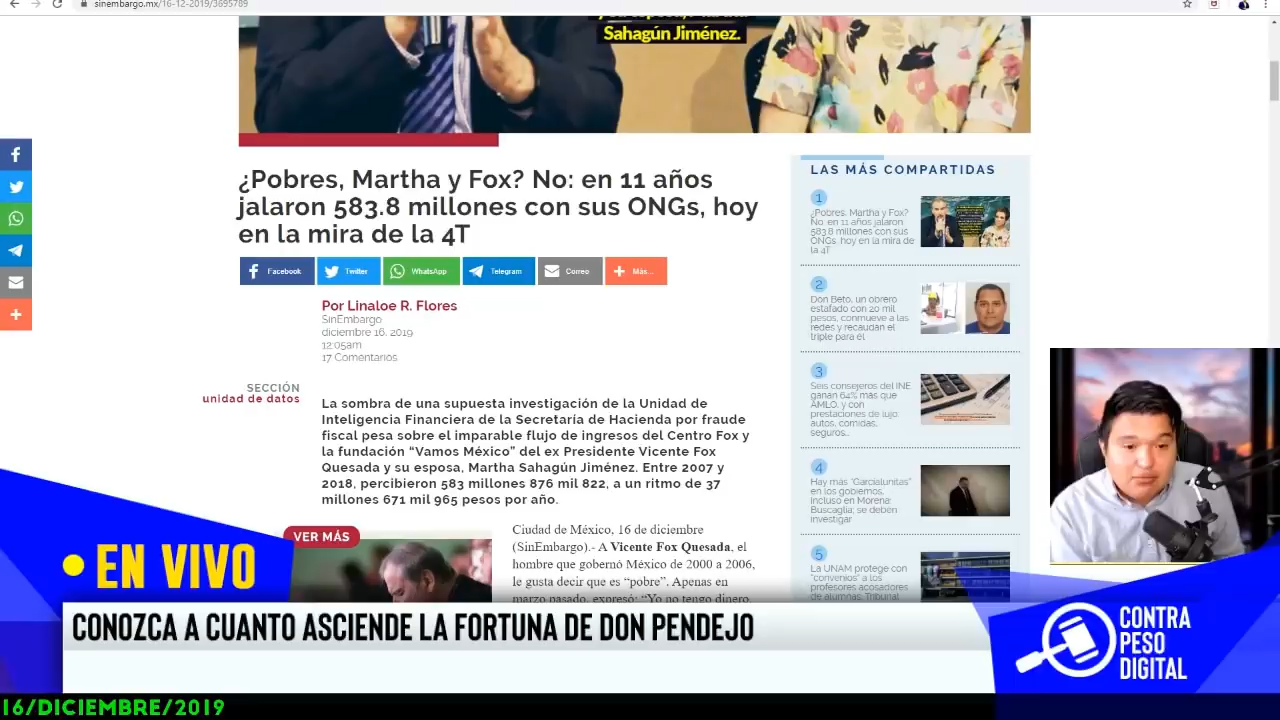 sinembargo.mx/16-12-2019/3695789
Sahagún Jiménez.
¿Pobres, Martha y Fox? No: en 11 años
jalaron 583.8 millones con sus ONGs, hoy
en la mira de la 4T
Facebook
Twitter
WhatsApp
Telegram
Correo
Más...
Por Linaloe R. Flores
SinEmbargo
diciembre 16, 2019
12:05am
17 Comentarios
SECCIÓN
unidad de datos
La sombra de una supuesta investigación de la Unidad de
Inteligencia Financiera de la Secretaría de Hacienda por fraude
fiscal pesa sobre el imparable flujo de ingresos del Centro Fox y
la fundación “Vamos México” del ex Presidente Vicente Fox
Quesada y su esposa, Martha Sahagún Jiménez. Entre 2007 y
2018, percibieron 583 millones 876 mil 822, a un ritmo de 37
millones 671 mil 965 pesos por año.
VER MÁS
Ciudad de México, 16 de diciembre
(SinEmbargo).- A Vicente Fox Quesada, el
hombre que gobernó México de 2000 a 2006,
le gusta decir que es “pobre”. Apenas en
marzo pasado, expresó: “Yo no tengo dinero,
LAS MÁS COMPARTIDAS
1
¿Pobres, Martha y Fox?
No: en 11 años jalaron
583.8 millones con sus
ONGs, hoy en la mira de
la 4T
2
Don Beto, un obrero
estafado con 20 mil
pesos, conmueve a las
redes y recaudan el
triple para él
3
Seis consejeros del INE
ganan 64% más que
AMLO, y con
prestaciones de lujo:
autos, comidas,
seguros...
4
Hay más “Garcialunitas”
en los gobiernos,
incluso en Morena:
Buscaglia; se deben
investigar
5
La UNAM protege con
“convenios” a los
profesores acosadores
de alumnas: Tribunal
EN VIVO
CONOZCA A CUANTO ASCIENDE LA FORTUNA DE DON PENDEJO
CONTRA
PESO
DIGITAL
16/DICIEMBRE/2019